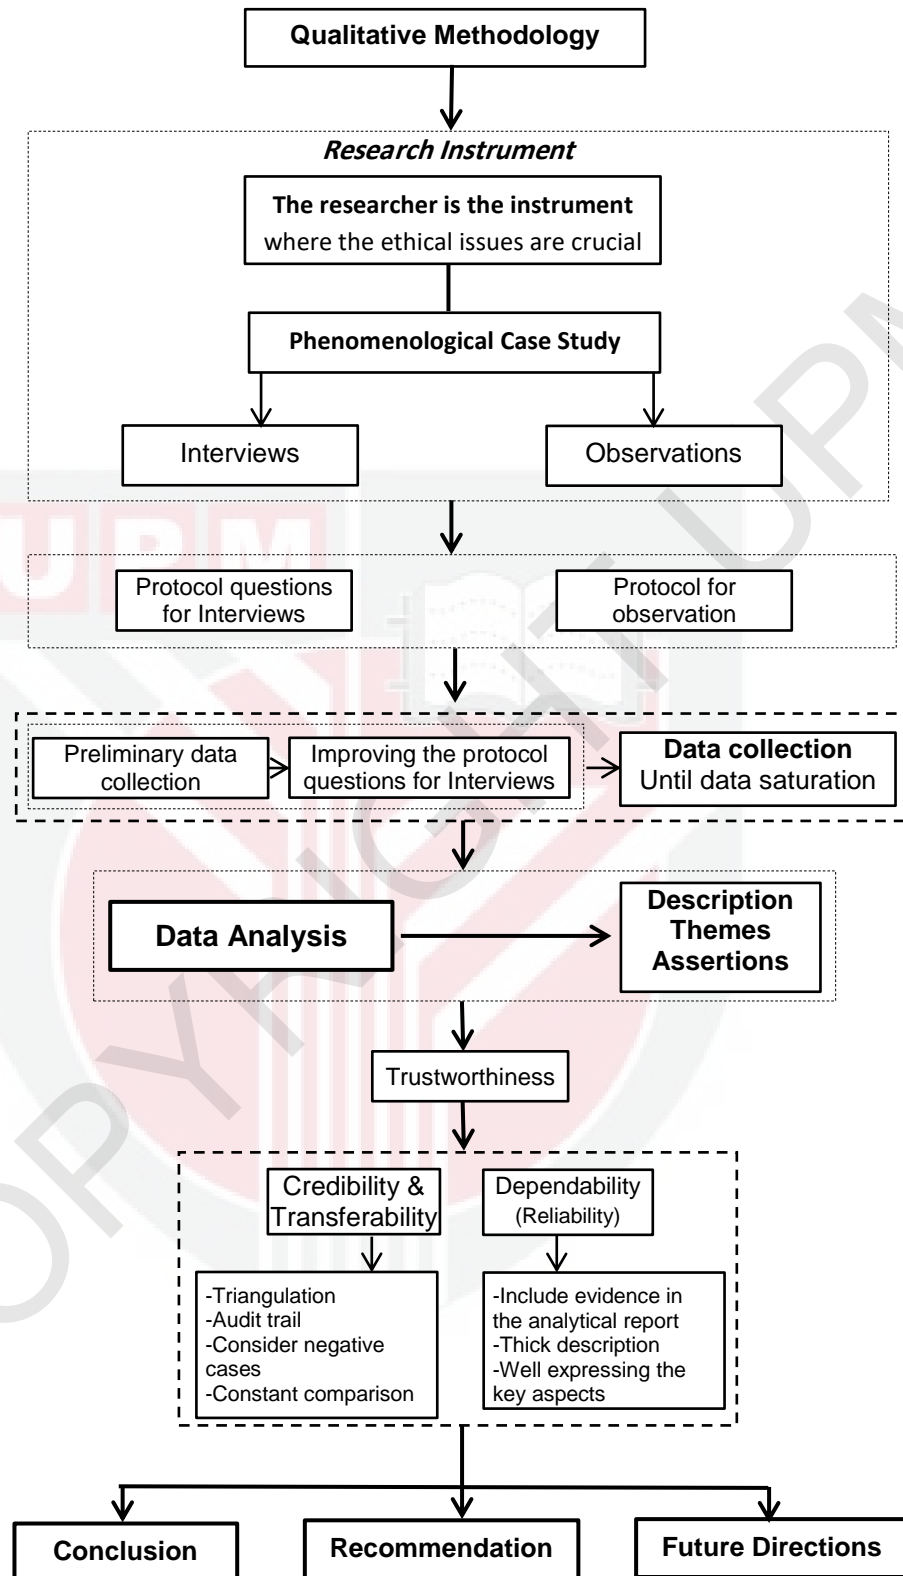 Qualitative Methodology
Research Instrument
The researcher is the instrument
where the ethical issues are crucial
Phenomenological Case Study
Interviews
Observations
UPM
Protocol questions
for Interviews
Protocol for
observation
Preliminary data
collection
Improving the protocol
questions for Interviews
Data collection
Until data saturation
Data Analysis
Description
Themes
Assertions
Trustworthiness
Credibility &
Transferability
Dependability
(Reliability)
-Triangulation
-Audit trail
-Consider negative
cases
-Constant comparison
-Include evidence in
the analytical report
-Thick description
-Well expressing the
key aspects
Conclusion
Recommendation
Future Directions
COPYRIGHT UPM